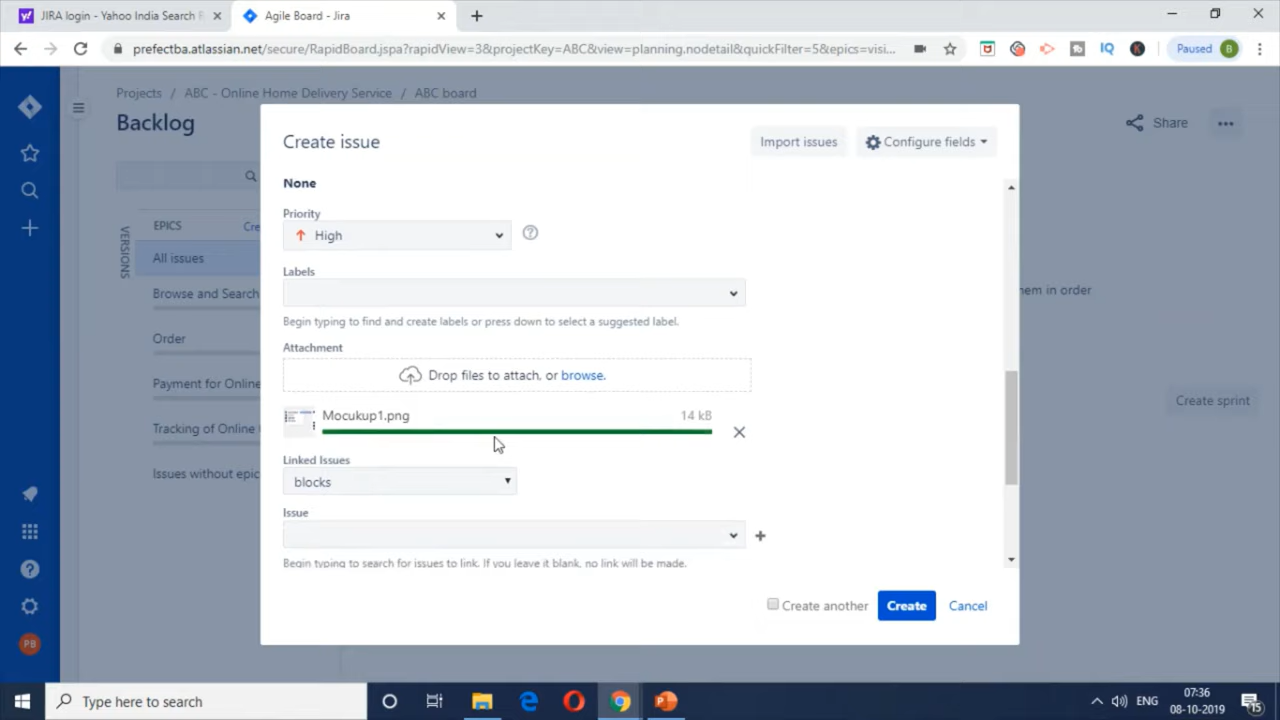 JIRA login - Yahoo India Search R
Agile Board - Jira
prefectba.atlassian.net/secure/RapidBoard.jspa?rapidView=3&projectKey=ABC&view=planning.nodetail&quickFilter=5&epics=visi...
IQ
K
Paused
B
Projects / ABC - Online Home Delivery Service / ABC board
Backlog
Share
Create issue
Import issues
Configure fields
None
VERSIONS
EPICS
Cre
Priority
High
All issues
Labels
Browse and Search
hem in order
Begin typing to find and create labels or press down to select a suggested label.
Order
Attachment
Drop files to attach, or browse.
Payment for Online
Create sprint
Mocukup1.png
14 kB
Tracking of Online
Linked Issues
Issues without epic
blocks
Issue
Begin typing to search for issues to link. If you leave it blank, no link will be made.
Create another
Create
Cancel
PB
Type here to search
ENG
07:36
08-10-2019
15